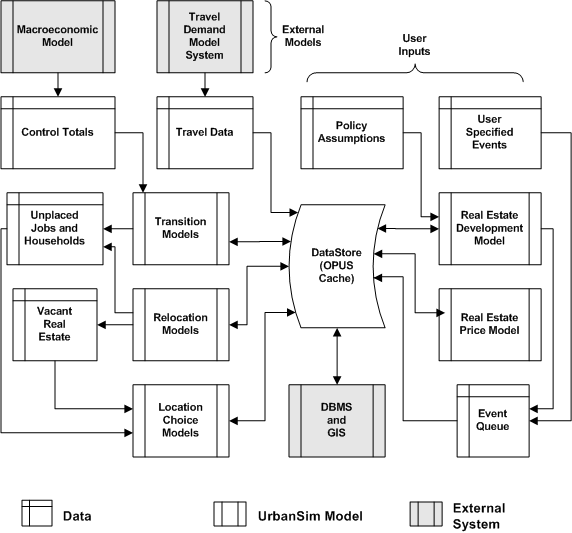 Macroeconomic
Model
Travel
Demand
Model
System
External
Models
User
Inputs
Control Totals
Travel Data
Policy
Assumptions
User
Specified
Events
Unplaced
Jobs and
Households
Transition
Models
DataStore
(OPUS
Cache)
Real Estate
Development
Model
Vacant
Real
Estate
Relocation
Models
Real Estate
Price Model
Location
Choice
Models
DBMS
and
GIS
Event
Queue
Data
UrbanSim Model
External
System